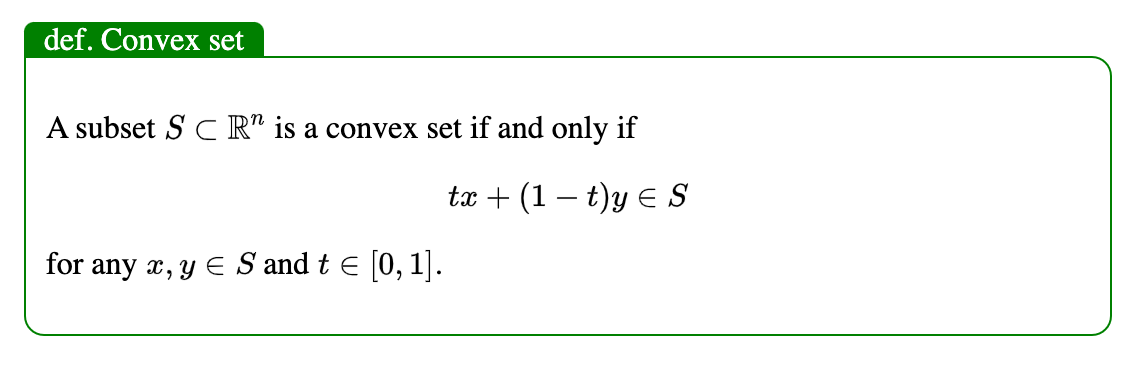 def. Convex set
A subset S ⊂ ℝⁿ is a convex set if and only if
tx + (1 − t)y ∈ S
for any x, y ∈ S and t ∈ [0, 1].